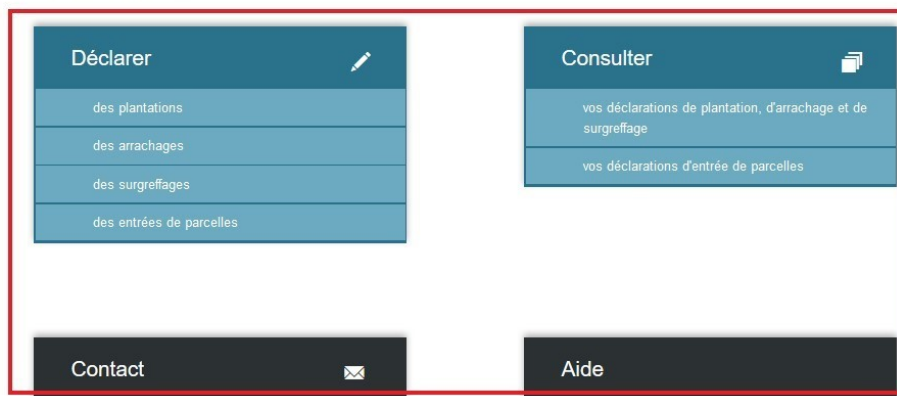 Déclarer
des plantations
des arrachages
des surgreffages
des entrées de parcelles
Consulter
vos déclarations de plantation, d'arrachage et de
surgreffage
vos déclarations d'entrée de parcelles
Contact
Aide